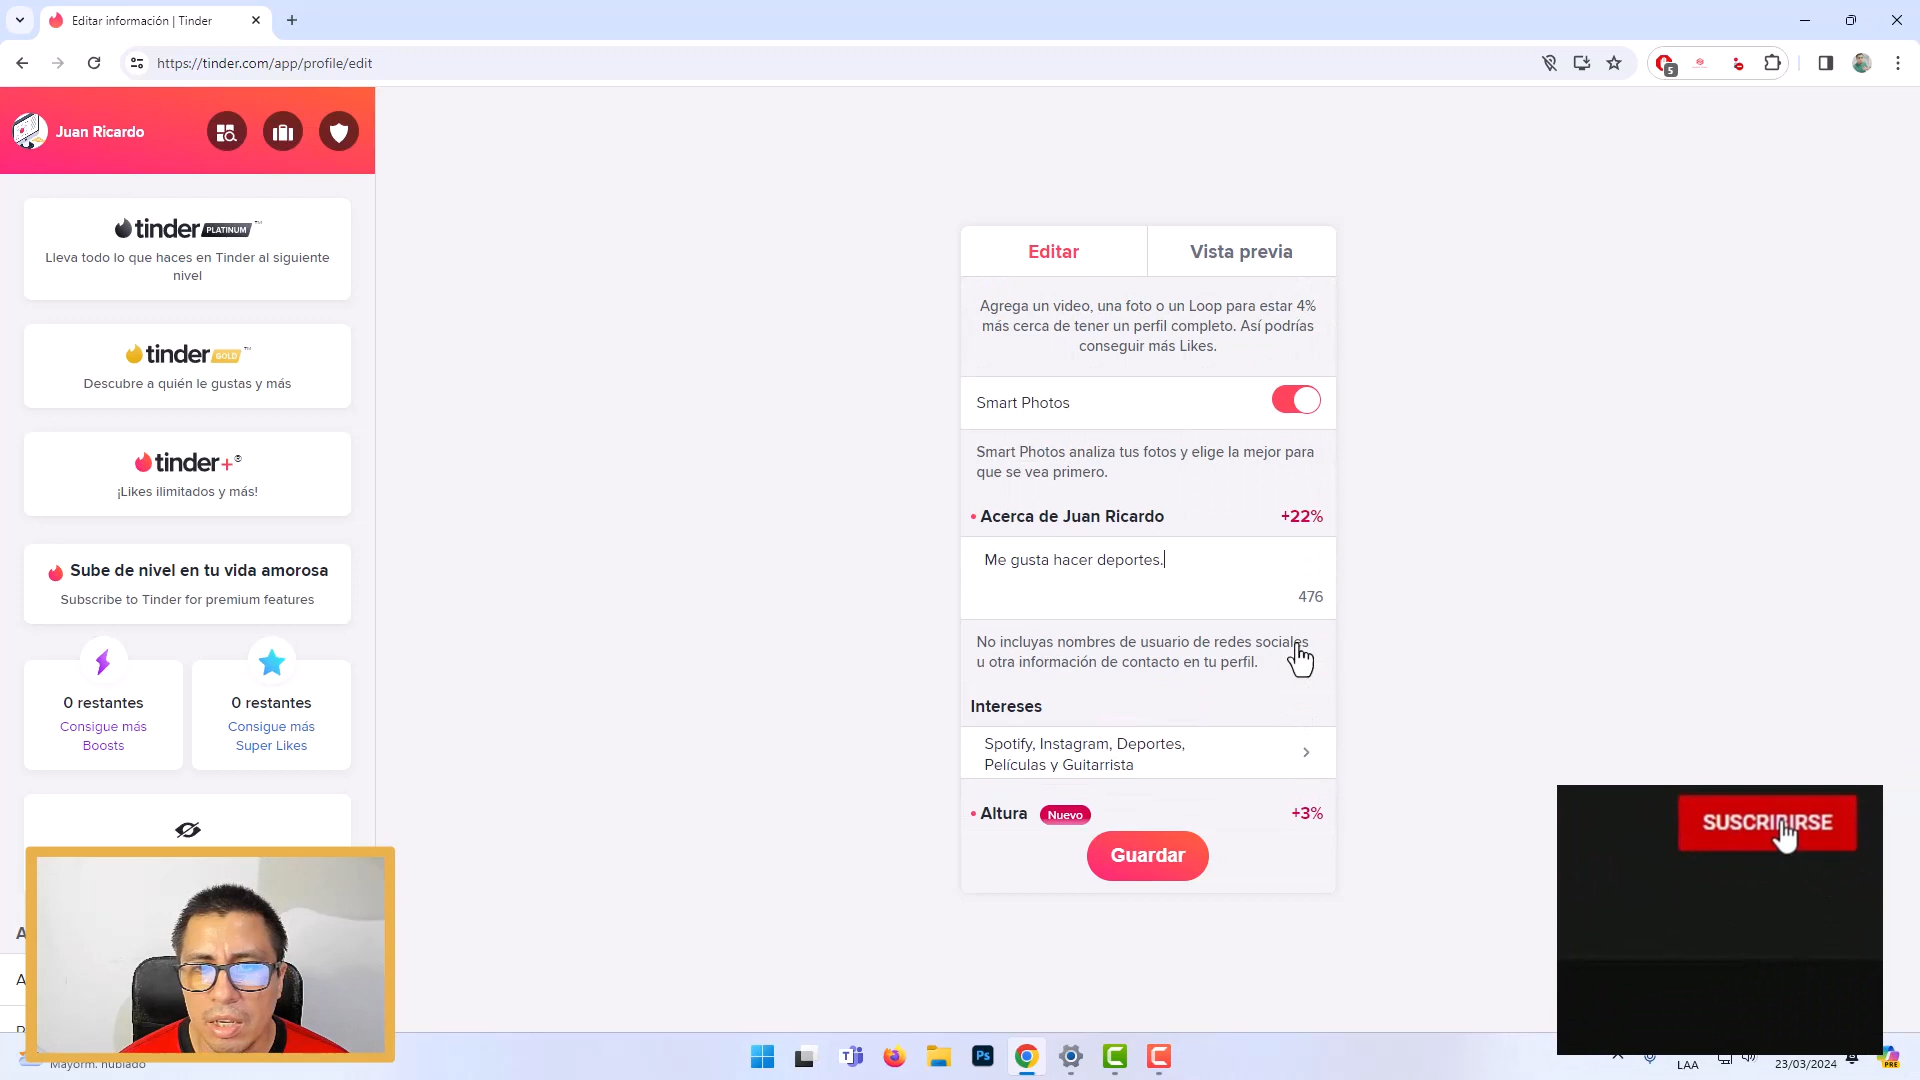 Editar información | Tinder
https://tinder.com/app/profile/edit
5
Juan Ricardo
tinder PLATINUM ™
Lleva todo lo que haces en Tinder al siguiente
nivel
tinder GOLD ™
Descubre a quién le gustas y más
tinder+®
¡Likes ilimitados y más!
Sube de nivel en tu vida amorosa
Subscribe to Tinder for premium features
0 restantes
Consigue más
Boosts
0 restantes
Consigue más
Super Likes
Editar
Vista previa
Agrega un video, una foto o un Loop para estar 4%
más cerca de tener un perfil completo. Así podrías
conseguir más Likes.
Smart Photos
Smart Photos analiza tus fotos y elige la mejor para
que se vea primero.
• Acerca de Juan Ricardo +22%
Me gusta hacer deportes.
476
No incluyas nombres de usuario de redes sociales
u otra información de contacto en tu perfil.
Intereses
Spotify, Instagram, Deportes,
Películas y Guitarrista
• Altura Nuevo +3%
Guardar
SUSCRIBIRSE
Mayorm. nublado
Ps
LAA
23/03/2024
PRE